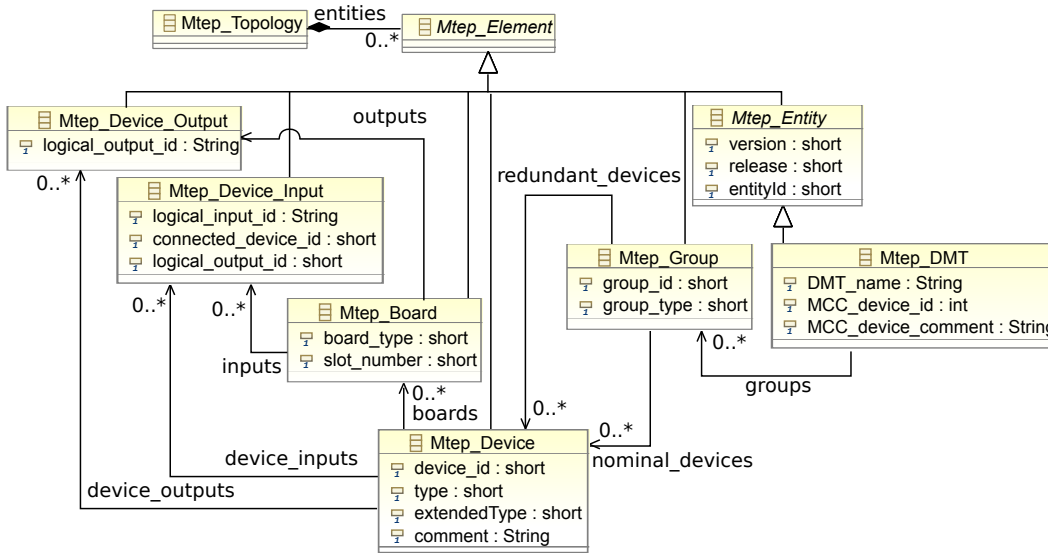 entities
Mtep_Topology
Mtep_Element
0..*
Mtep_Device_Output
logical_output_id : String
outputs
Mtep_Entity
version : short
release : short
entityId : short
0..*
Mtep_Device_Input
logical_input_id : String
connected_device_id : short
logical_output_id : short
redundant_devices
Mtep_Group
group_id : short
group_type : short
Mtep_DMT
DMT_name : String
MCC_device_id : int
MCC_device_comment : String
0..*
0..*
Mtep_Board
board_type : short
slot_number : short
inputs
0..*
groups
0..*
boards
0..*
0..*
Mtep_Device
device_id : short
type : short
extendedType : short
comment : String
device_inputs
nominal_devices
device_outputs